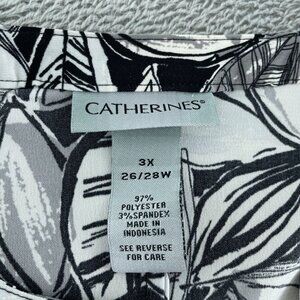 CATHERINES®
3X
26/28W
97%
POLYESTER
3% SPANDEX
MADE IN
INDONESIA
SEE REVERSE
FOR CARE